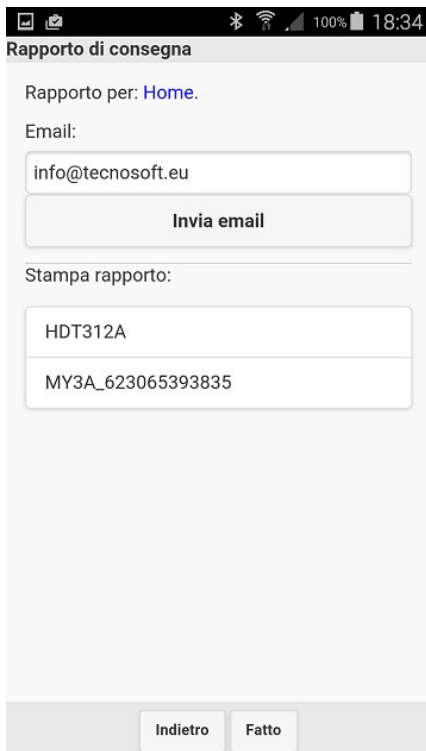 100% 18:34
Rapporto di consegna
Rapporto per: Home.
Email:
info@tecnosoft.eu
Invia email
Stampa rapporto:
HDT312A
MY3A_623065393835
Indietro Fatto